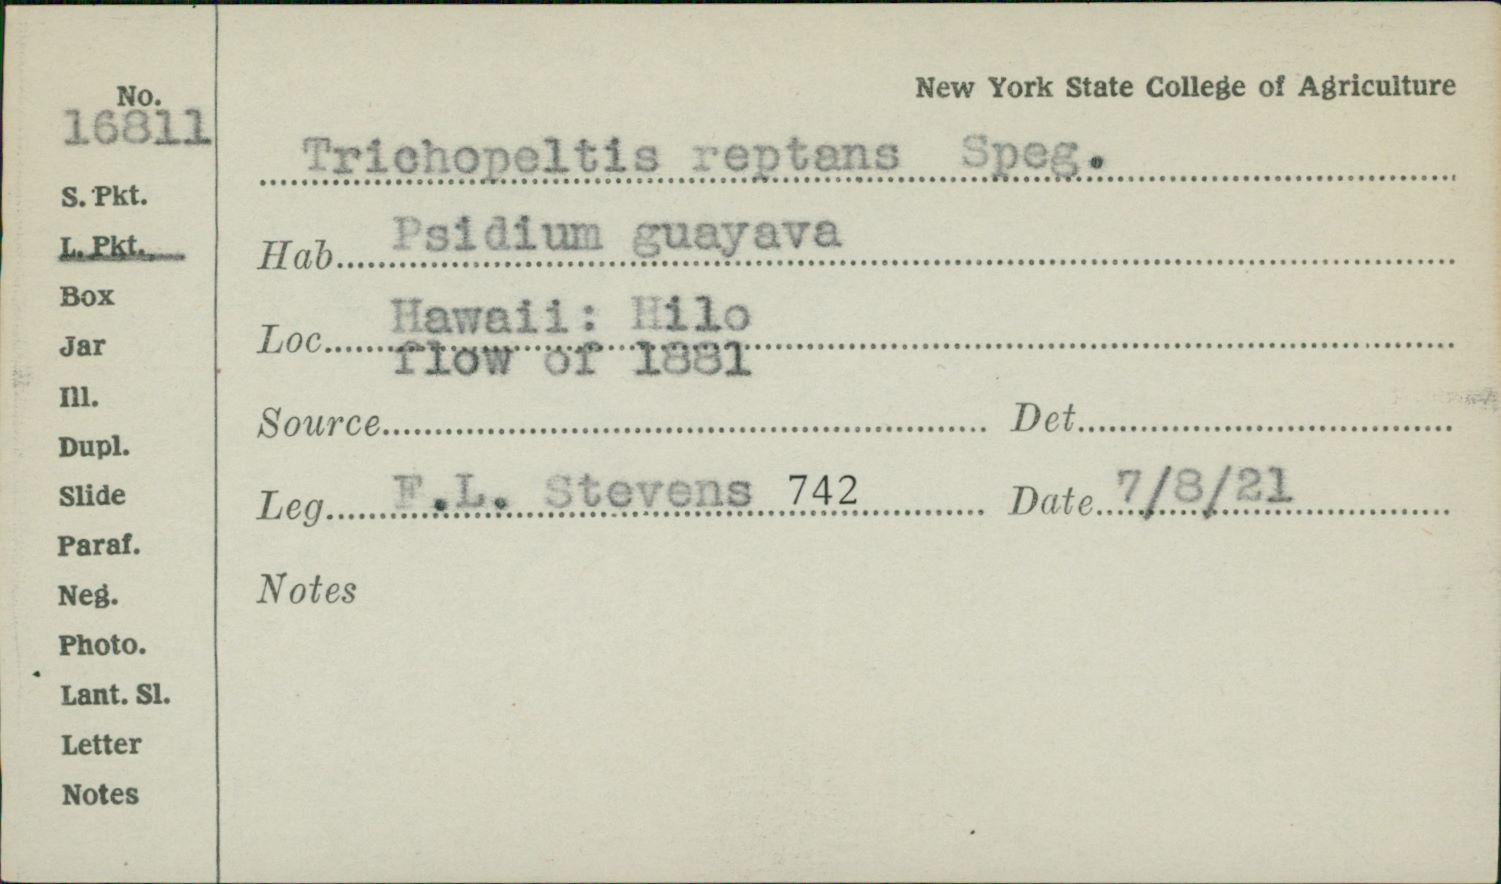 New York State College of Agriculture
No.
16811
Trichopeltis reptans Speg.
S. Pkt.
L. Pkt.
Box
Jar
Ill.
Dupl.
Slide
Paraf.
Neg.
Photo.
Lant. Sl.
Letter
Notes
Hab. Psidium guayava
Loc. Hawaii: Hilo
flow of 1881
Source Det.
Leg. F.L. Stevens 742 Date 7/8/21
Notes